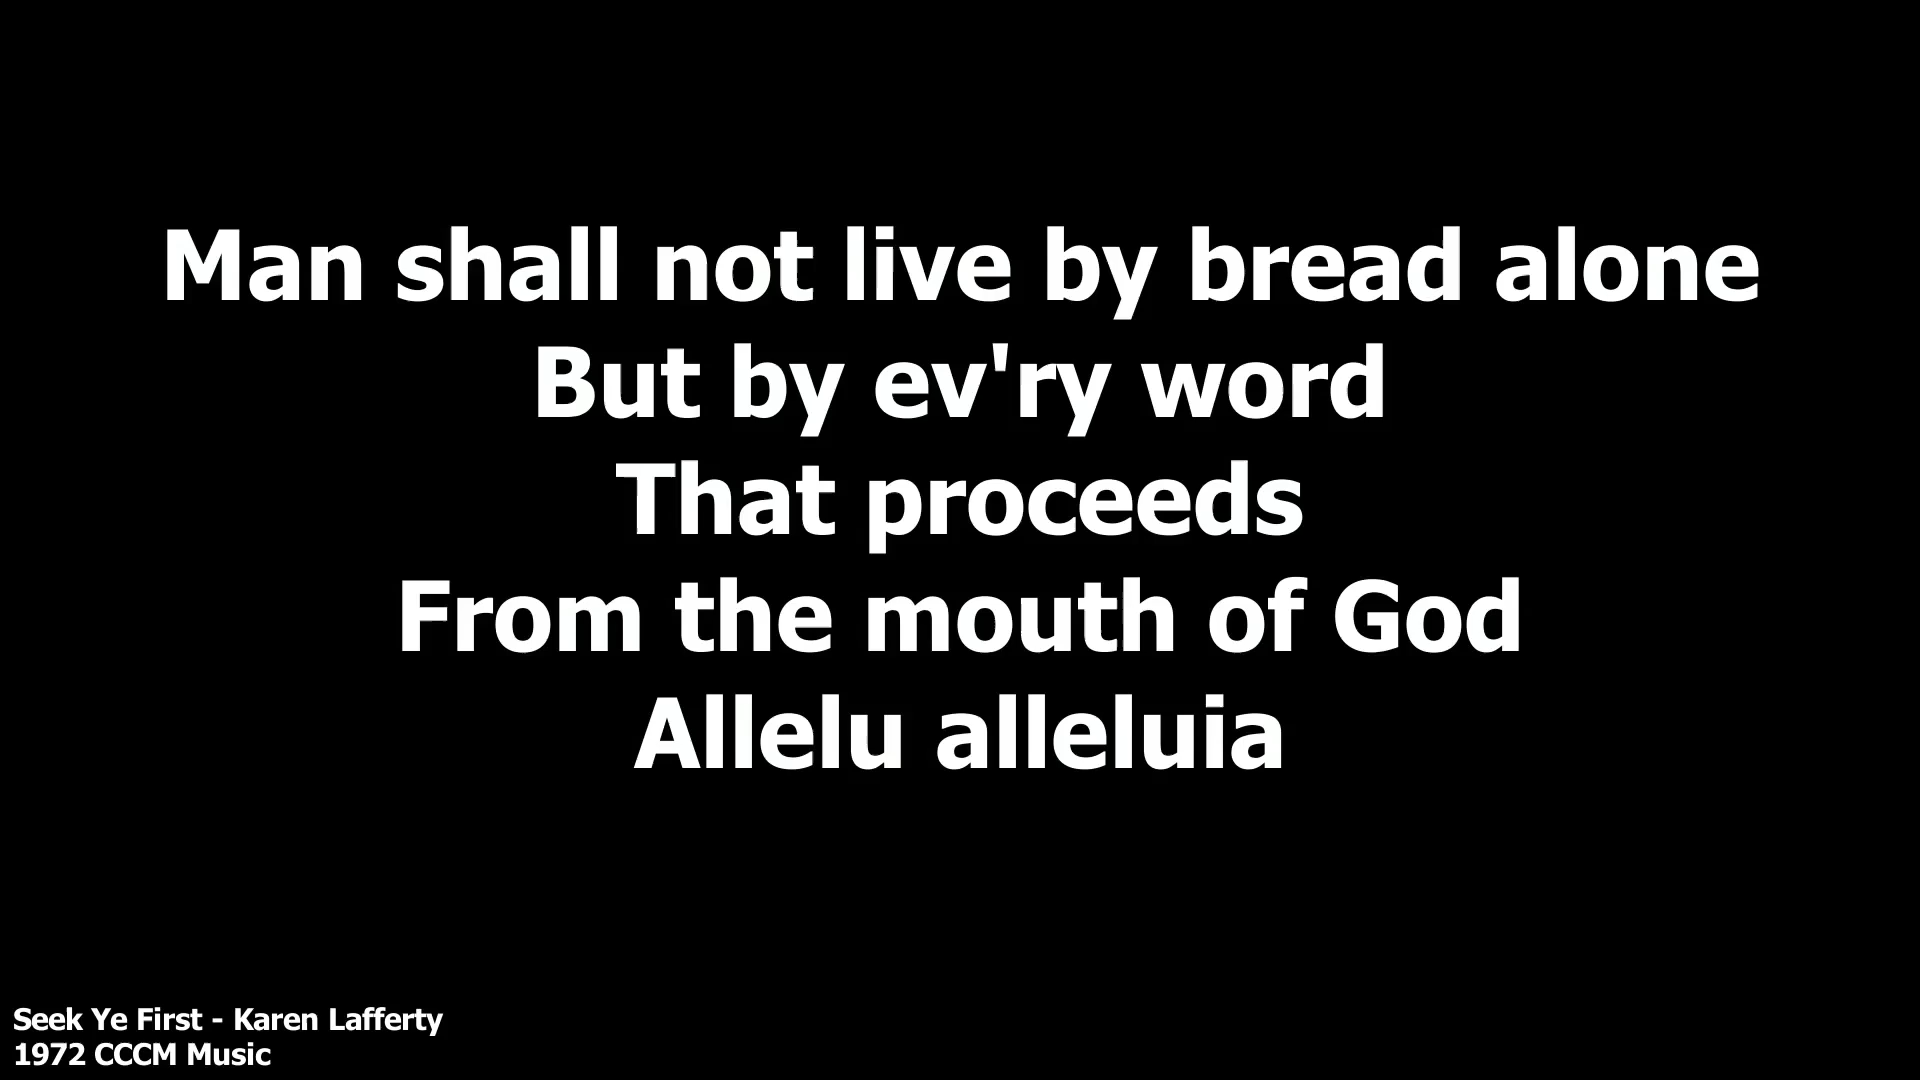 Man shall not live by bread alone
But by ev'ry word
That proceeds
From the mouth of God
Allelu alleluia
Seek Ye First - Karen Lafferty
1972 CCCM Music